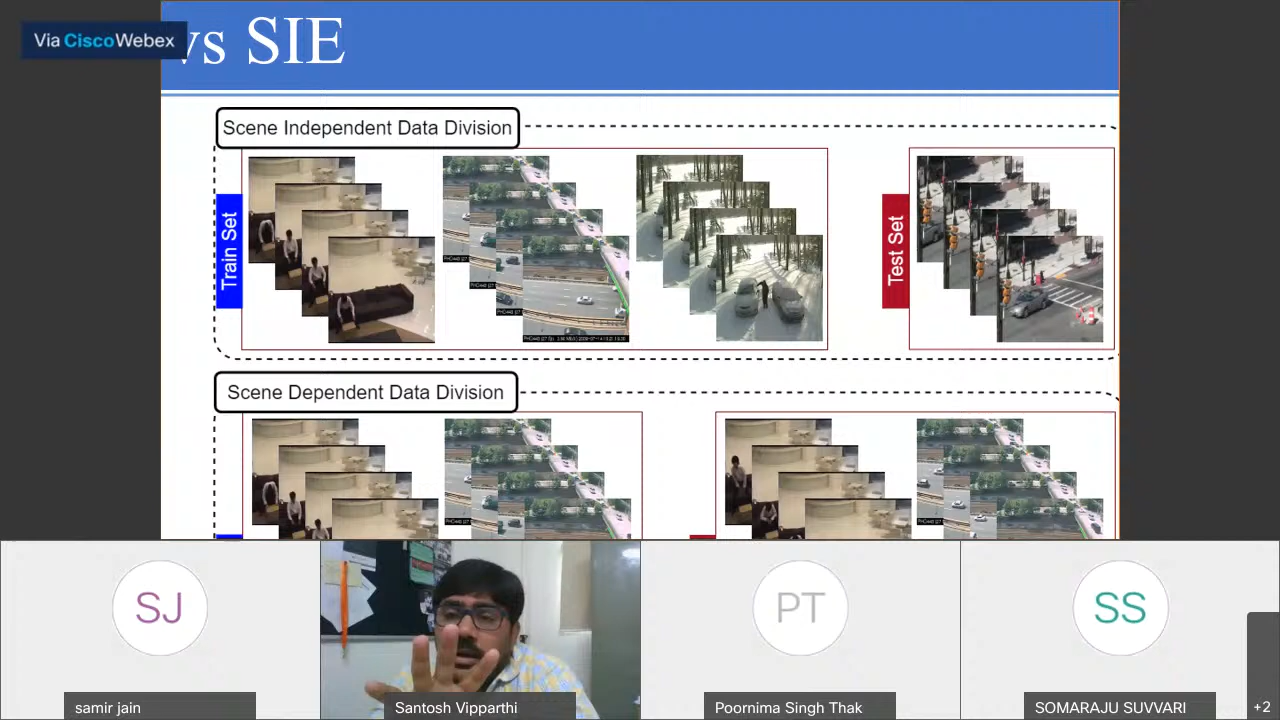 Via CiscoWebex
vs SIE
Scene Independent Data Division
Train Set
Test Set
Scene Dependent Data Division
SJ
PT
SS
samir jain
Santosh Vipparthi
Poornima Singh Thak
SOMARAJU SUVVARI
+2